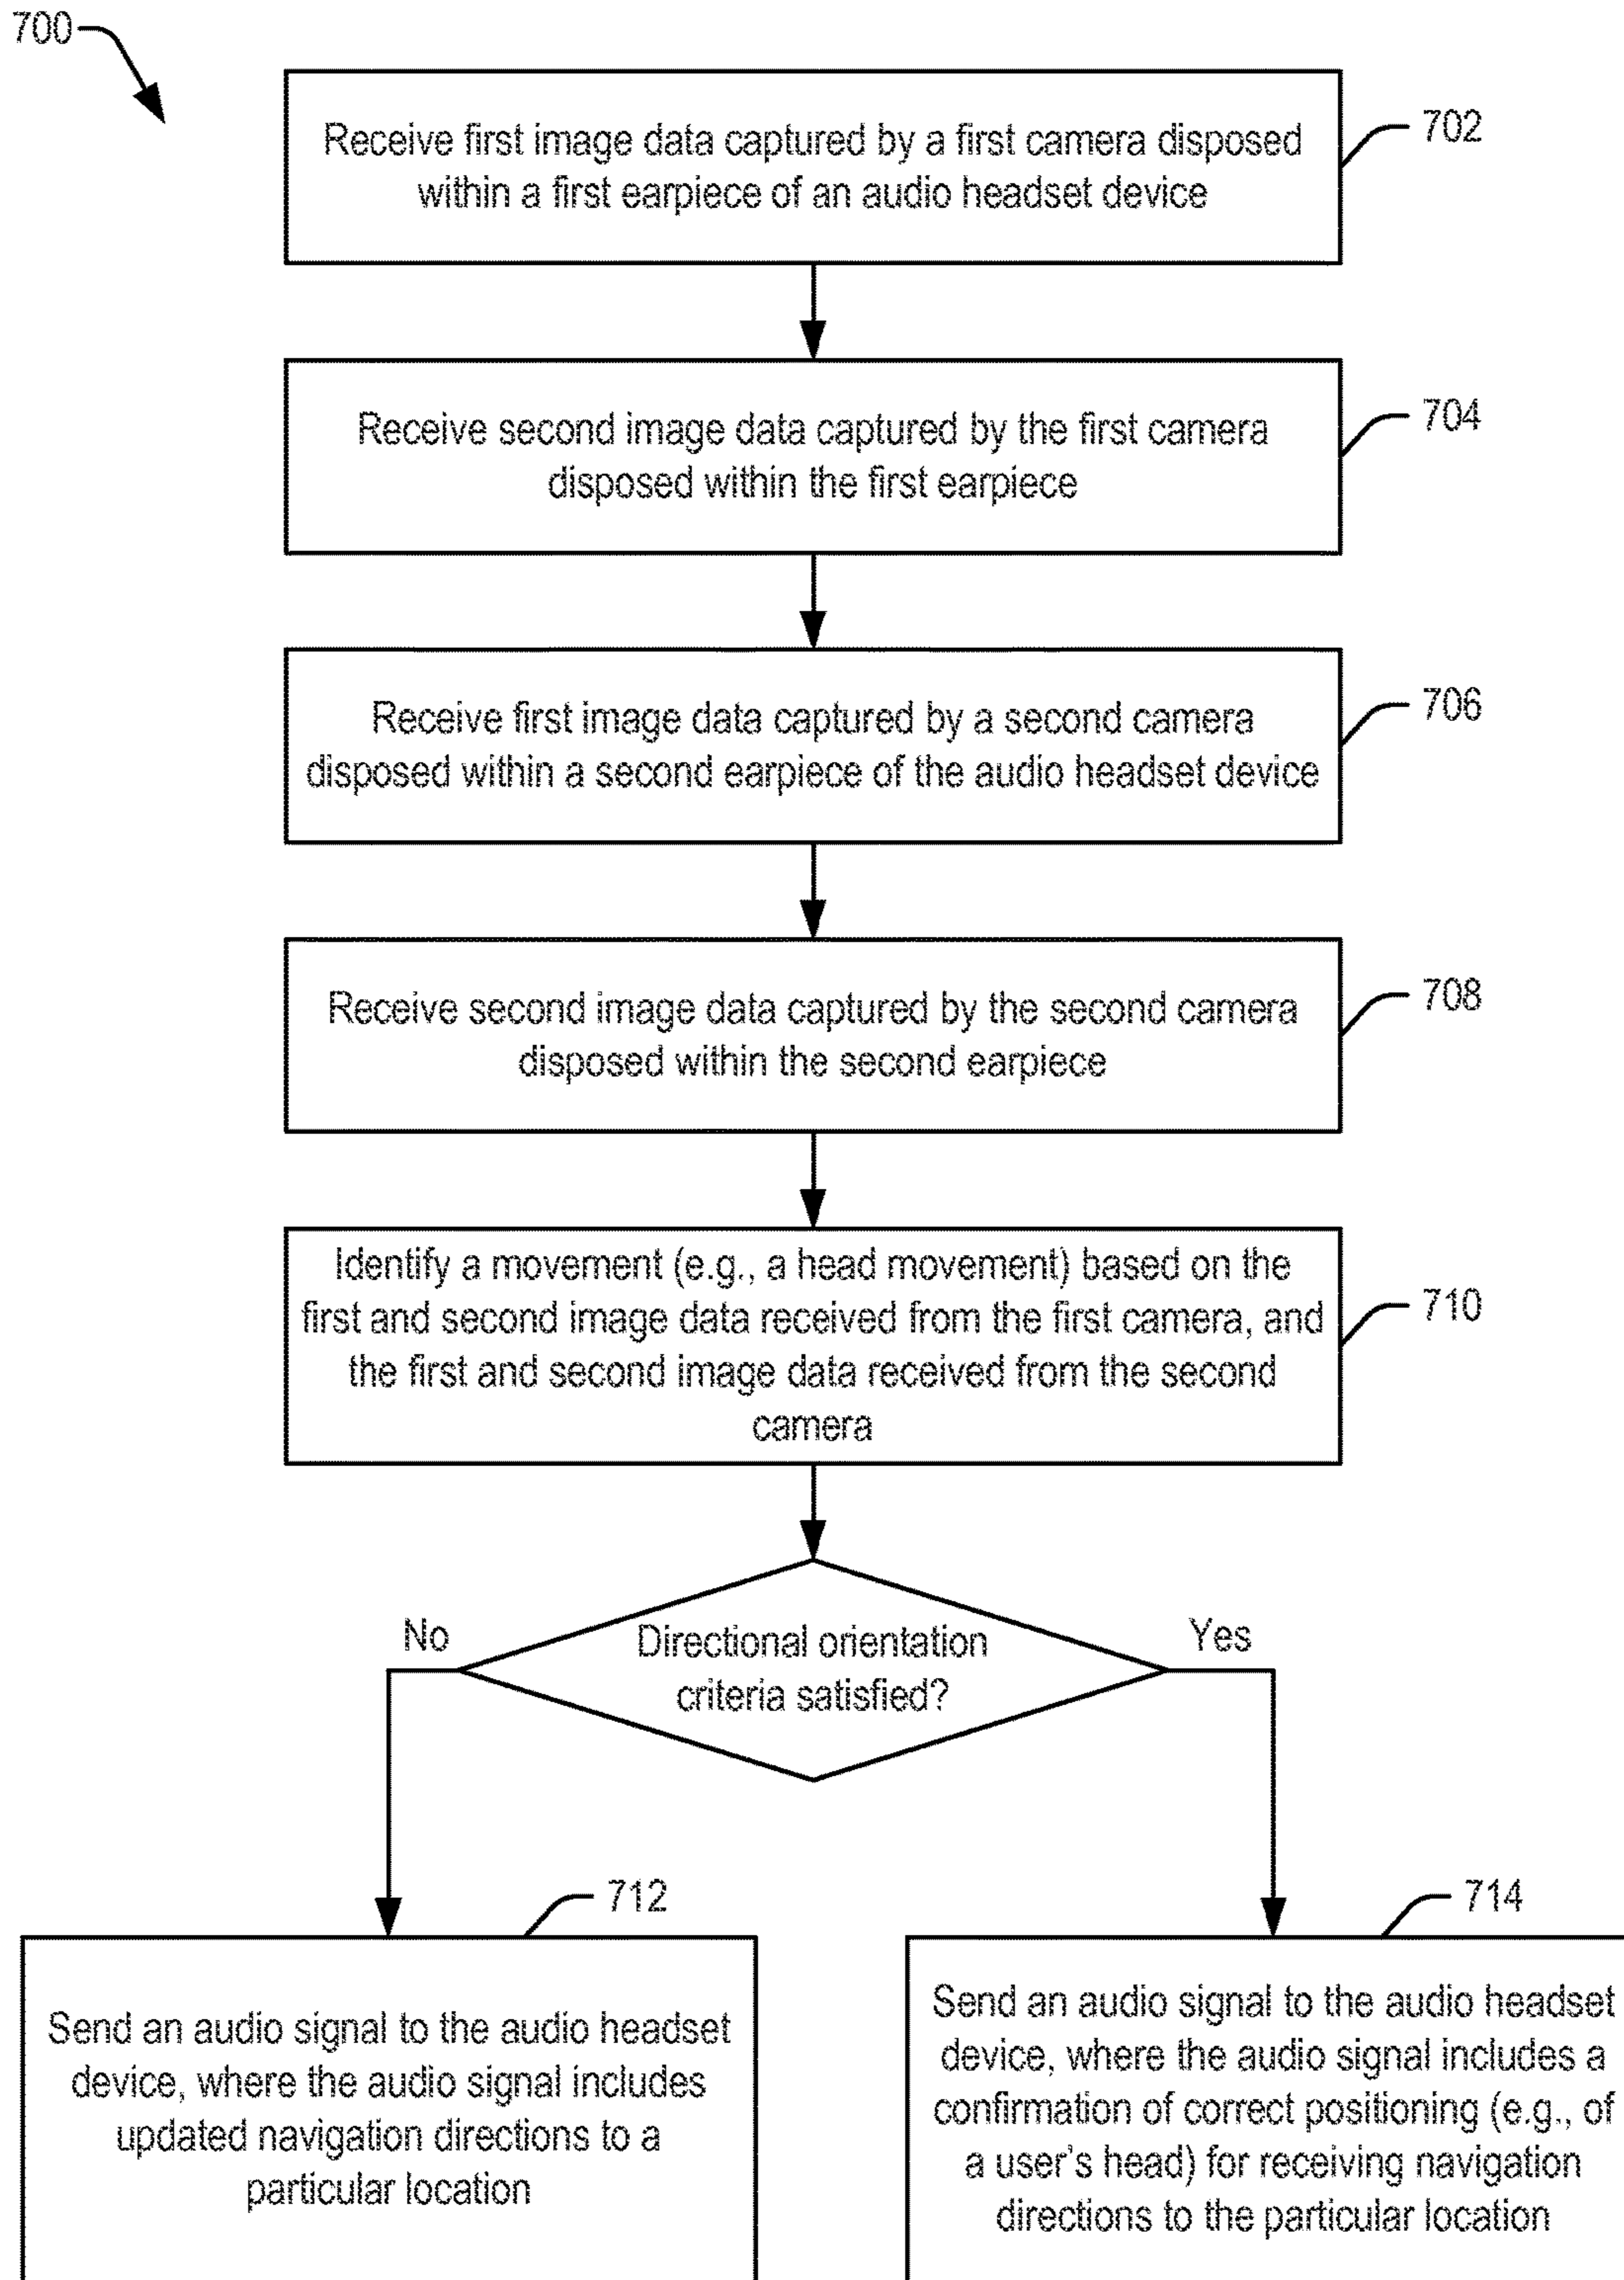 700
Receive first image data captured by a first camera disposed
within a first earpiece of an audio headset device
702
Receive second image data captured by the first camera
disposed within the first earpiece
704
Receive first image data captured by a second camera
disposed within a second earpiece of the audio headset device
706
Receive second image data captured by the second camera
disposed within the second earpiece
708
Identify a movement (e.g., a head movement) based on the
first and second image data received from the first camera, and
the first and second image data received from the second
camera
710
No
Directional orientation
criteria satisfied?
Yes
712
Send an audio signal to the audio headset
device, where the audio signal includes
updated navigation directions to a
particular location
714
Send an audio signal to the audio headset
device, where the audio signal includes a
confirmation of correct positioning (e.g., of
a user's head) for receiving navigation
directions to the particular location